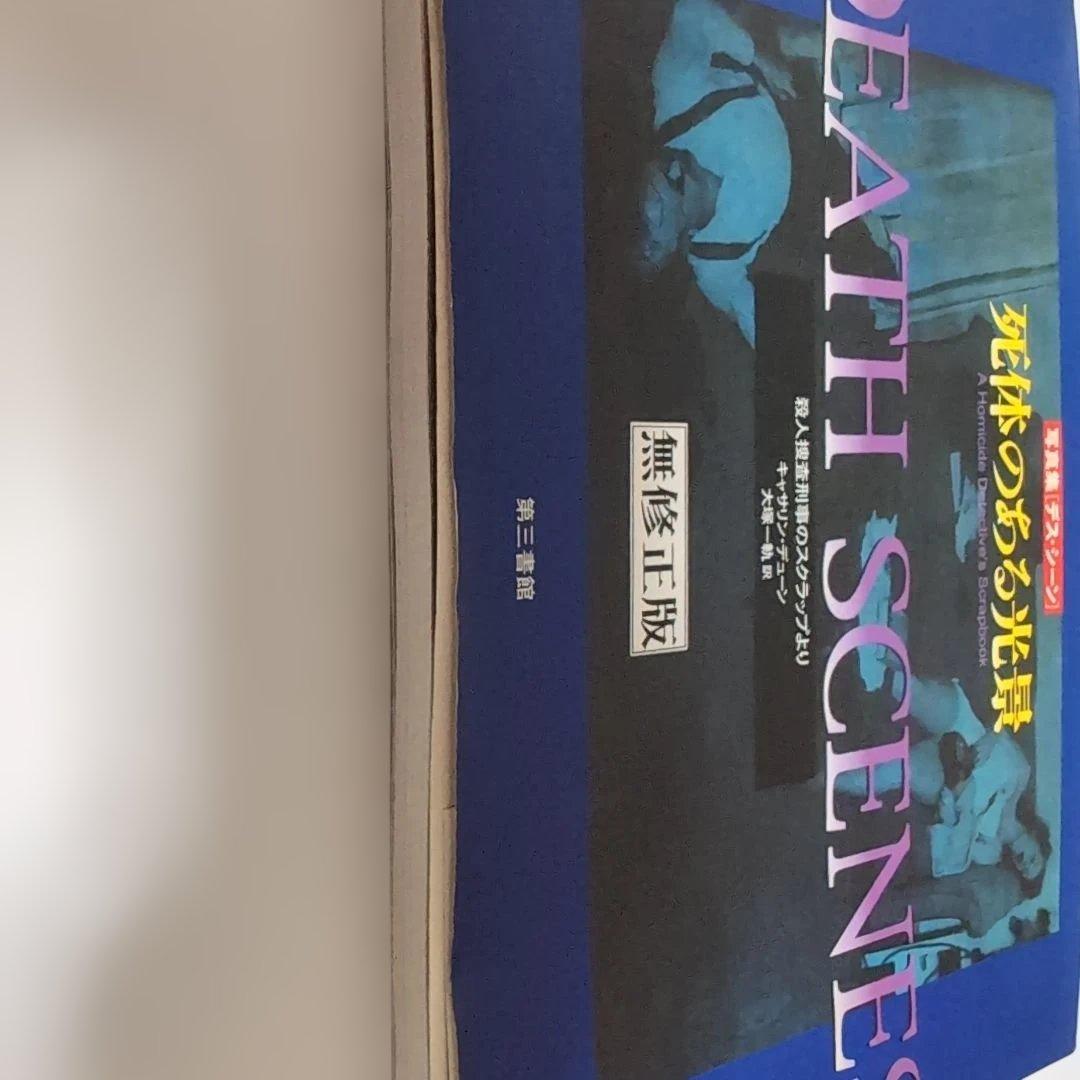 写真集[デス・シーン]
死体のある光景
A Homicide Detective's Scrapbook
DEATH SCENES
殺人捜査刑事のスクラップより
キャサリン・デューン
大塚一軌 訳
無修正版
第三書館